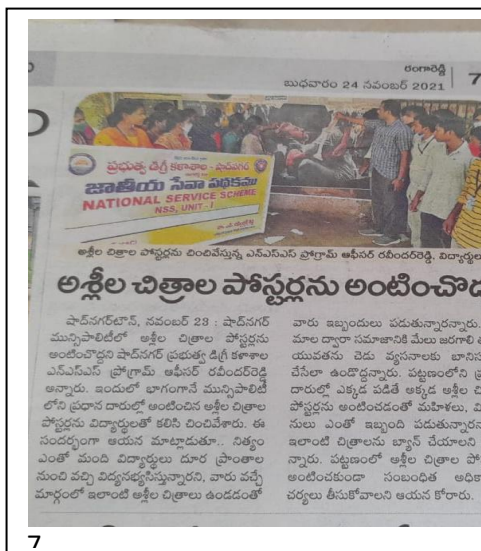 రంగారెడ్డి
బుధవారం 24 నవంబర్ 2021
7
ప్రభుత్వ డిగ్రీ కళాశాల - షాద్‌నగర్
జాతీయ సేవా పథకము
NATIONAL SERVICE SCHEME
NSS, UNIT - I
అశ్లీల చిత్రాల పోస్టర్లను చించివేస్తున్న ఎన్ఎస్ఎస్ ప్రోగ్రామ్ ఆఫీసర్ రవీందర్‌రెడ్డి, విద్యార్థులు
అశ్లీల చిత్రాల పోస్టర్లను అంటించొద
షాద్‌నగర్‌టౌన్, నవంబర్ 23 : షాద్‌నగర్
మున్సిపాలిటీలో అశ్లీల చిత్రాల పోస్టర్లను
అంటించొద్దని షాద్‌నగర్ ప్రభుత్వ డిగ్రీ కళాశాల
ఎన్ఎస్ఎస్ ప్రోగ్రామ్ ఆఫీసర్ రవీందర్‌రెడ్డి
అన్నారు. ఇందులో భాగంగానే మున్సిపాలిటీ
లోని ప్రధాన దారుల్లో అంటించిన అశ్లీల చిత్రాల
పోస్టర్లను విద్యార్థులతో కలిసి చించివేశారు. ఈ
సందర్భంగా ఆయన మాట్లాడుతూ.. నిత్యం
ఎంతో మంది విద్యార్థులు దూర ప్రాంతాల
నుంచి వచ్చి విద్యనభ్యసిస్తున్నారని, వారు వచ్చే
మార్గంలో ఇలాంటి అశ్లీల చిత్రాలు ఉండడంతో
వారు ఇబ్బందులు పడుతున్నారన్నారు.
మాల ద్వారా సమాజానికి మేలు జరగాలి
యువతను చెడు వ్యసనాలకు బానిస
చేసేలా ఉండొద్దన్నారు. పట్టణంలోని
దారుల్లో ఎక్కడ పడితే అక్కడ అశ్లీల
పోస్టర్లను అంటించడంతో మహిళలు,
నులు ఎంతో ఇబ్బంది పడుతున్నారన
ఇలాంటి చిత్రాలను బ్యాన్ చేయాలని
న్నారు. పట్టణంలో అశ్లీల చిత్రాల
అంటించకుండా సంబంధిత అధికా
చర్యలు తీసుకోవాలని ఆయన కోరారు.
7